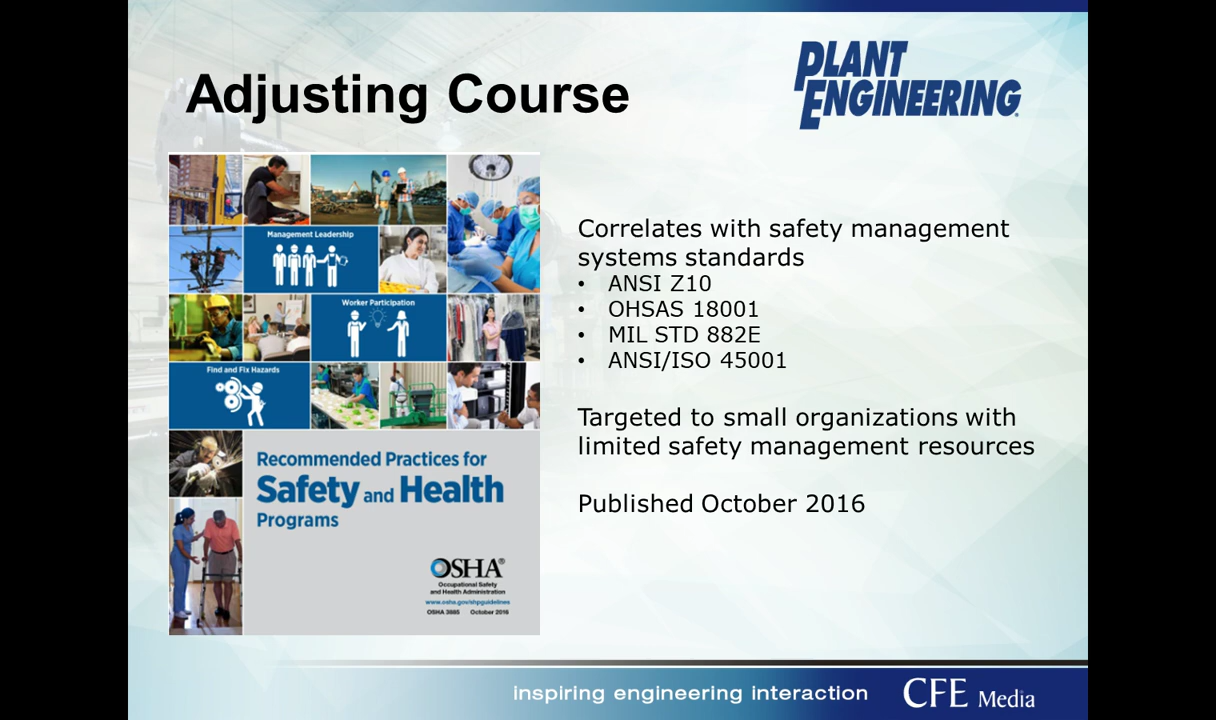 Adjusting Course
PLANT
ENGINEERING
Management Leadership
Worker Participation
Find and Fix Hazards
Recommended Practices for
Safety and Health
Programs
OSHA®
Occupational Safety
and Health Administration
www.osha.gov/shpguidelines
OSHA 3885 October 2016
Correlates with safety management
systems standards
• ANSI Z10
• OHSAS 18001
• MIL STD 882E
• ANSI/ISO 45001
Targeted to small organizations with
limited safety management resources
Published October 2016
inspiring engineering interaction
CFE Media